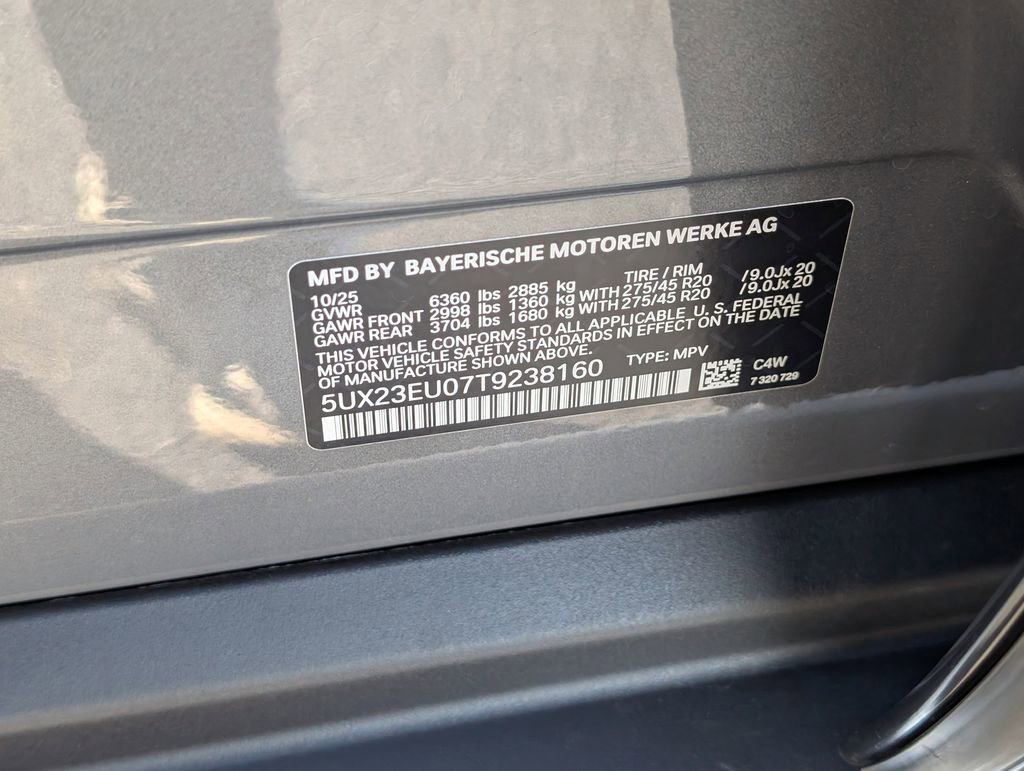 MFD BY BAYERISCHE MOTOREN WERKE AG
10/25 TIRE / RIM
GVWR 6360 lbs 2885 kg
GAWR FRONT 2998 lbs 1360 kg WITH 275/45 R20 /9.0Jx 20
GAWR REAR 3704 lbs 1680 kg WITH 275/45 R20 /9.0Jx 20
THIS VEHICLE CONFORMS TO ALL APPLICABLE U. S. FEDERAL
MOTOR VEHICLE SAFETY STANDARDS IN EFFECT ON THE DATE
OF MANUFACTURE SHOWN ABOVE. TYPE: MPV
5UX23EU07T9238160 C4W
7 320 729